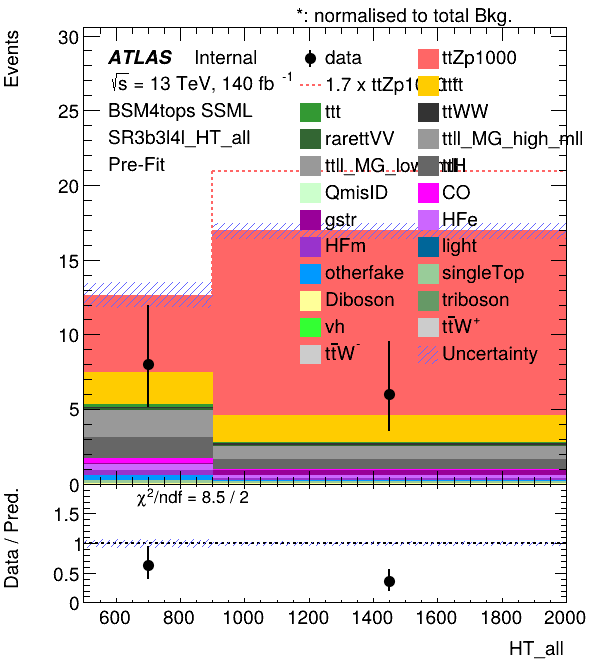 *: normalised to total Bkg.
Events
30
25
20
15
10
5
0
ATLAS Internal
√s = 13 TeV, 140 fb -1
BSM4tops SSML
SR3b3l4l_HT_all
Pre-Fit
data
ttZp1000
1.7 x ttZp1000
tttt
ttt
ttWW
rarettVV
ttll_MG_high_mll
ttll_MG_low_mll
ttH
QmisID
CO
gstr
HFe
HFm
light
otherfake
singleTop
Diboson
triboson
vh
tt̄W+
tt̄W-
Uncertainty
χ2/ndf = 8.5 / 2
Data / Pred.
1.5
1
0.5
0
600 800 1000 1200 1400 1600 1800 2000
HT_all